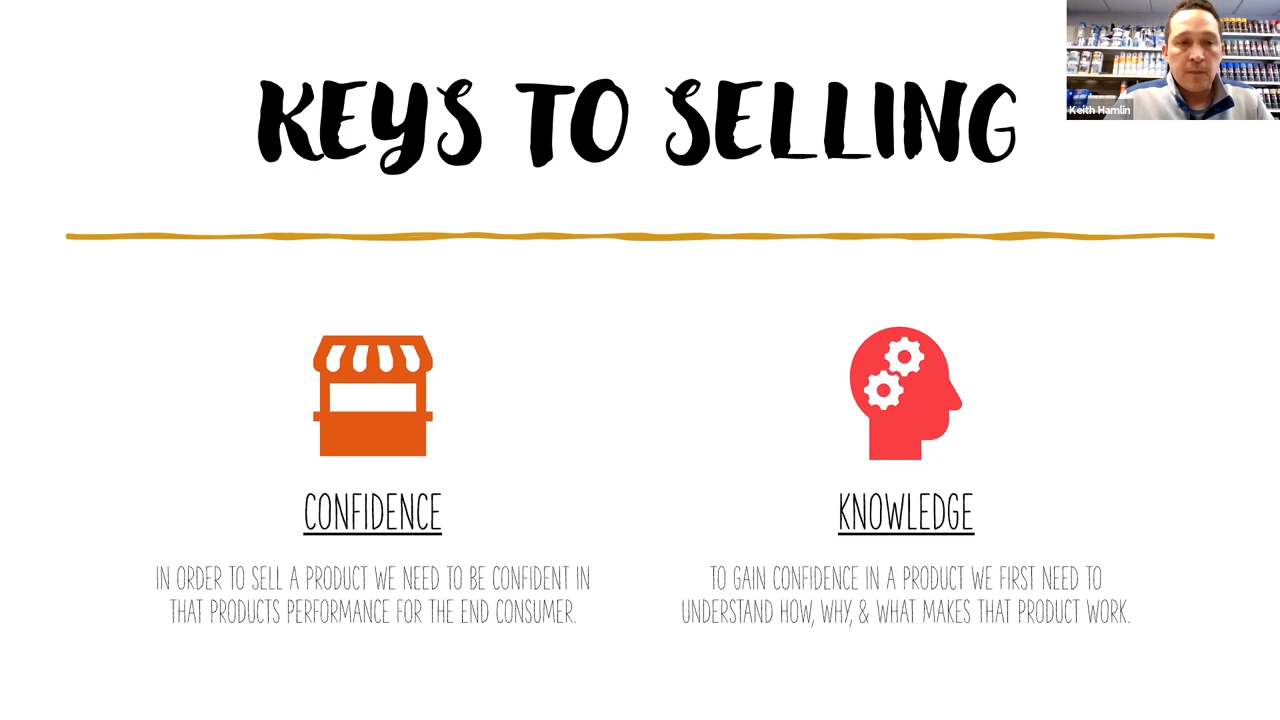 KEYS TO SELLING
Keith Hamlin
CONFIDENCE
IN ORDER TO SELL A PRODUCT WE NEED TO BE CONFIDENT IN
THAT PRODUCTS PERFORMANCE FOR THE END CONSUMER.
KNOWLEDGE
TO GAIN CONFIDENCE IN A PRODUCT WE FIRST NEED TO
UNDERSTAND HOW, WHY, & WHAT MAKES THAT PRODUCT WORK.